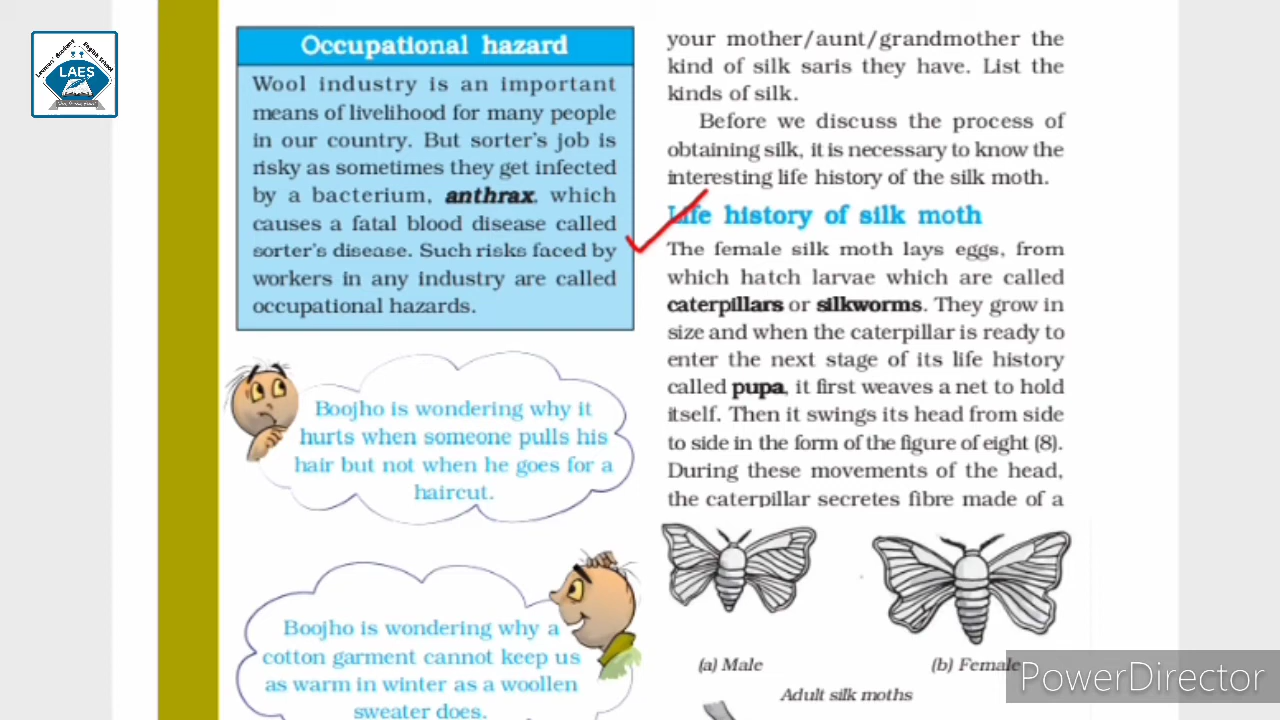 LAES
Occupational hazard
Wool industry is an important
means of livelihood for many people
in our country. But sorter's job is
risky as sometimes they get infected
by a bacterium, anthrax, which
causes a fatal blood disease called
sorter's disease. Such risks faced by
workers in any industry are called
occupational hazards.
Boojho is wondering why it
hurts when someone pulls his
hair but not when he goes for a
haircut.
Boojho is wondering why a
cotton garment cannot keep us
as warm in winter as a woollen
sweater does.
your mother/aunt/grandmother the
kind of silk saris they have. List the
kinds of silk.
Before we discuss the process of
obtaining silk, it is necessary to know the
interesting life history of the silk moth.
Life history of silk moth
The female silk moth lays eggs, from
which hatch larvae which are called
caterpillars or silkworms. They grow in
size and when the caterpillar is ready to
enter the next stage of its life history
called pupa, it first weaves a net to hold
itself. Then it swings its head from side
to side in the form of the figure of eight (8).
During these movements of the head,
the caterpillar secretes fibre made of a
(a) Male
(b) Female
Adult silk moths
PowerDirector